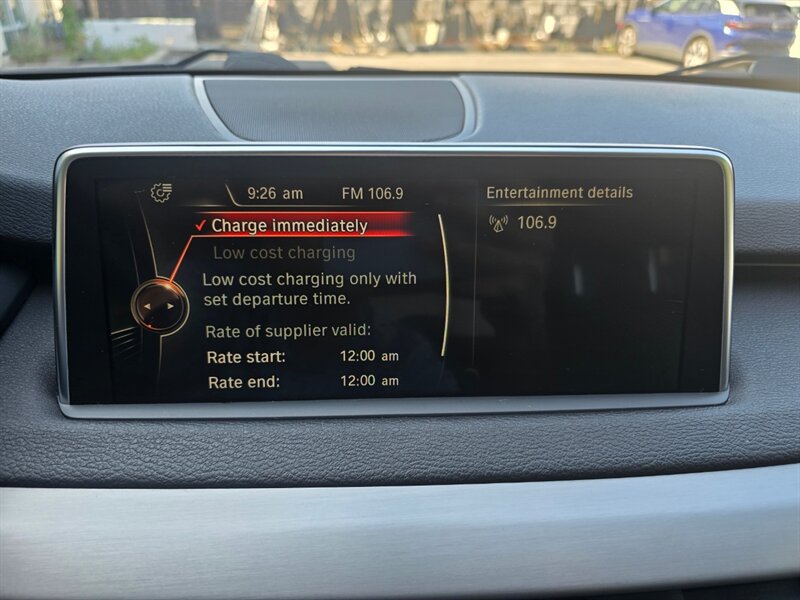 9:26 am FM 106.9
Charge immediately
Low cost charging
Low cost charging only with
set departure time.
Rate of supplier valid:
Rate start: 12:00 am
Rate end: 12:00 am
Entertainment details
106.9